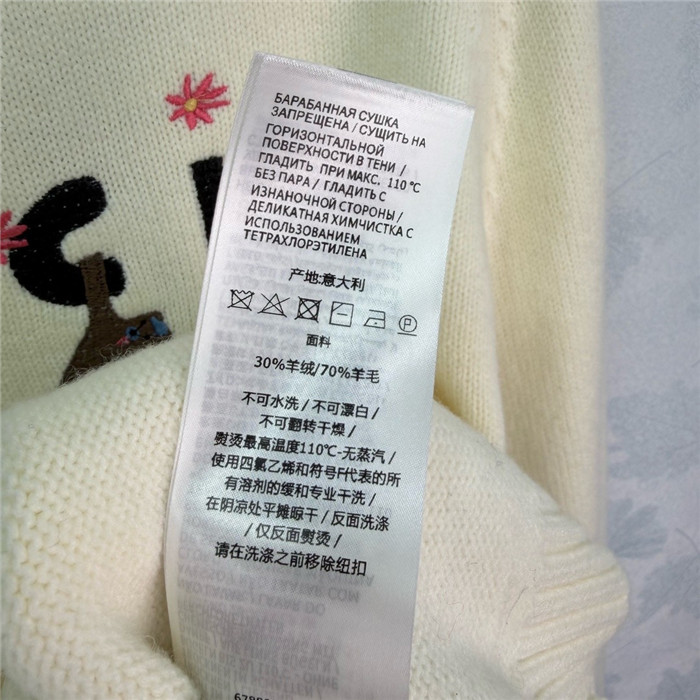 БАРАБАННАЯ СУШКА
ЗАПРЕЩЕНА / СУЩИТЬ НА
ГОРИЗОНТАЛЬНОЙ
ПОВЕРХНОСТИ В ТЕНИ /
ГЛАДИТЬ ПРИ МАКС. 110 °C
БЕЗ ПАРА / ГЛАДИТЬ С
ИЗНАНОЧНОЙ СТОРОНЫ /
ДЕЛИКАТНАЯ ХИМЧИСТКА С
ИСПОЛЬЗОВАНИЕМ
ТЕТРАХЛОРЭТИЛЕНА
产地:意大利
P
面料
30%羊绒/70%羊毛
不可水洗 / 不可漂白 /
不可翻转干燥 /
熨烫最高温度110℃-无蒸汽 /
使用四氯乙烯和符号F代表的所
有溶剂的缓和专业干洗 /
在阴凉处平摊晾干 / 反面洗涤
/ 仅反面熨烫 /
请在洗涤之前移除纽扣